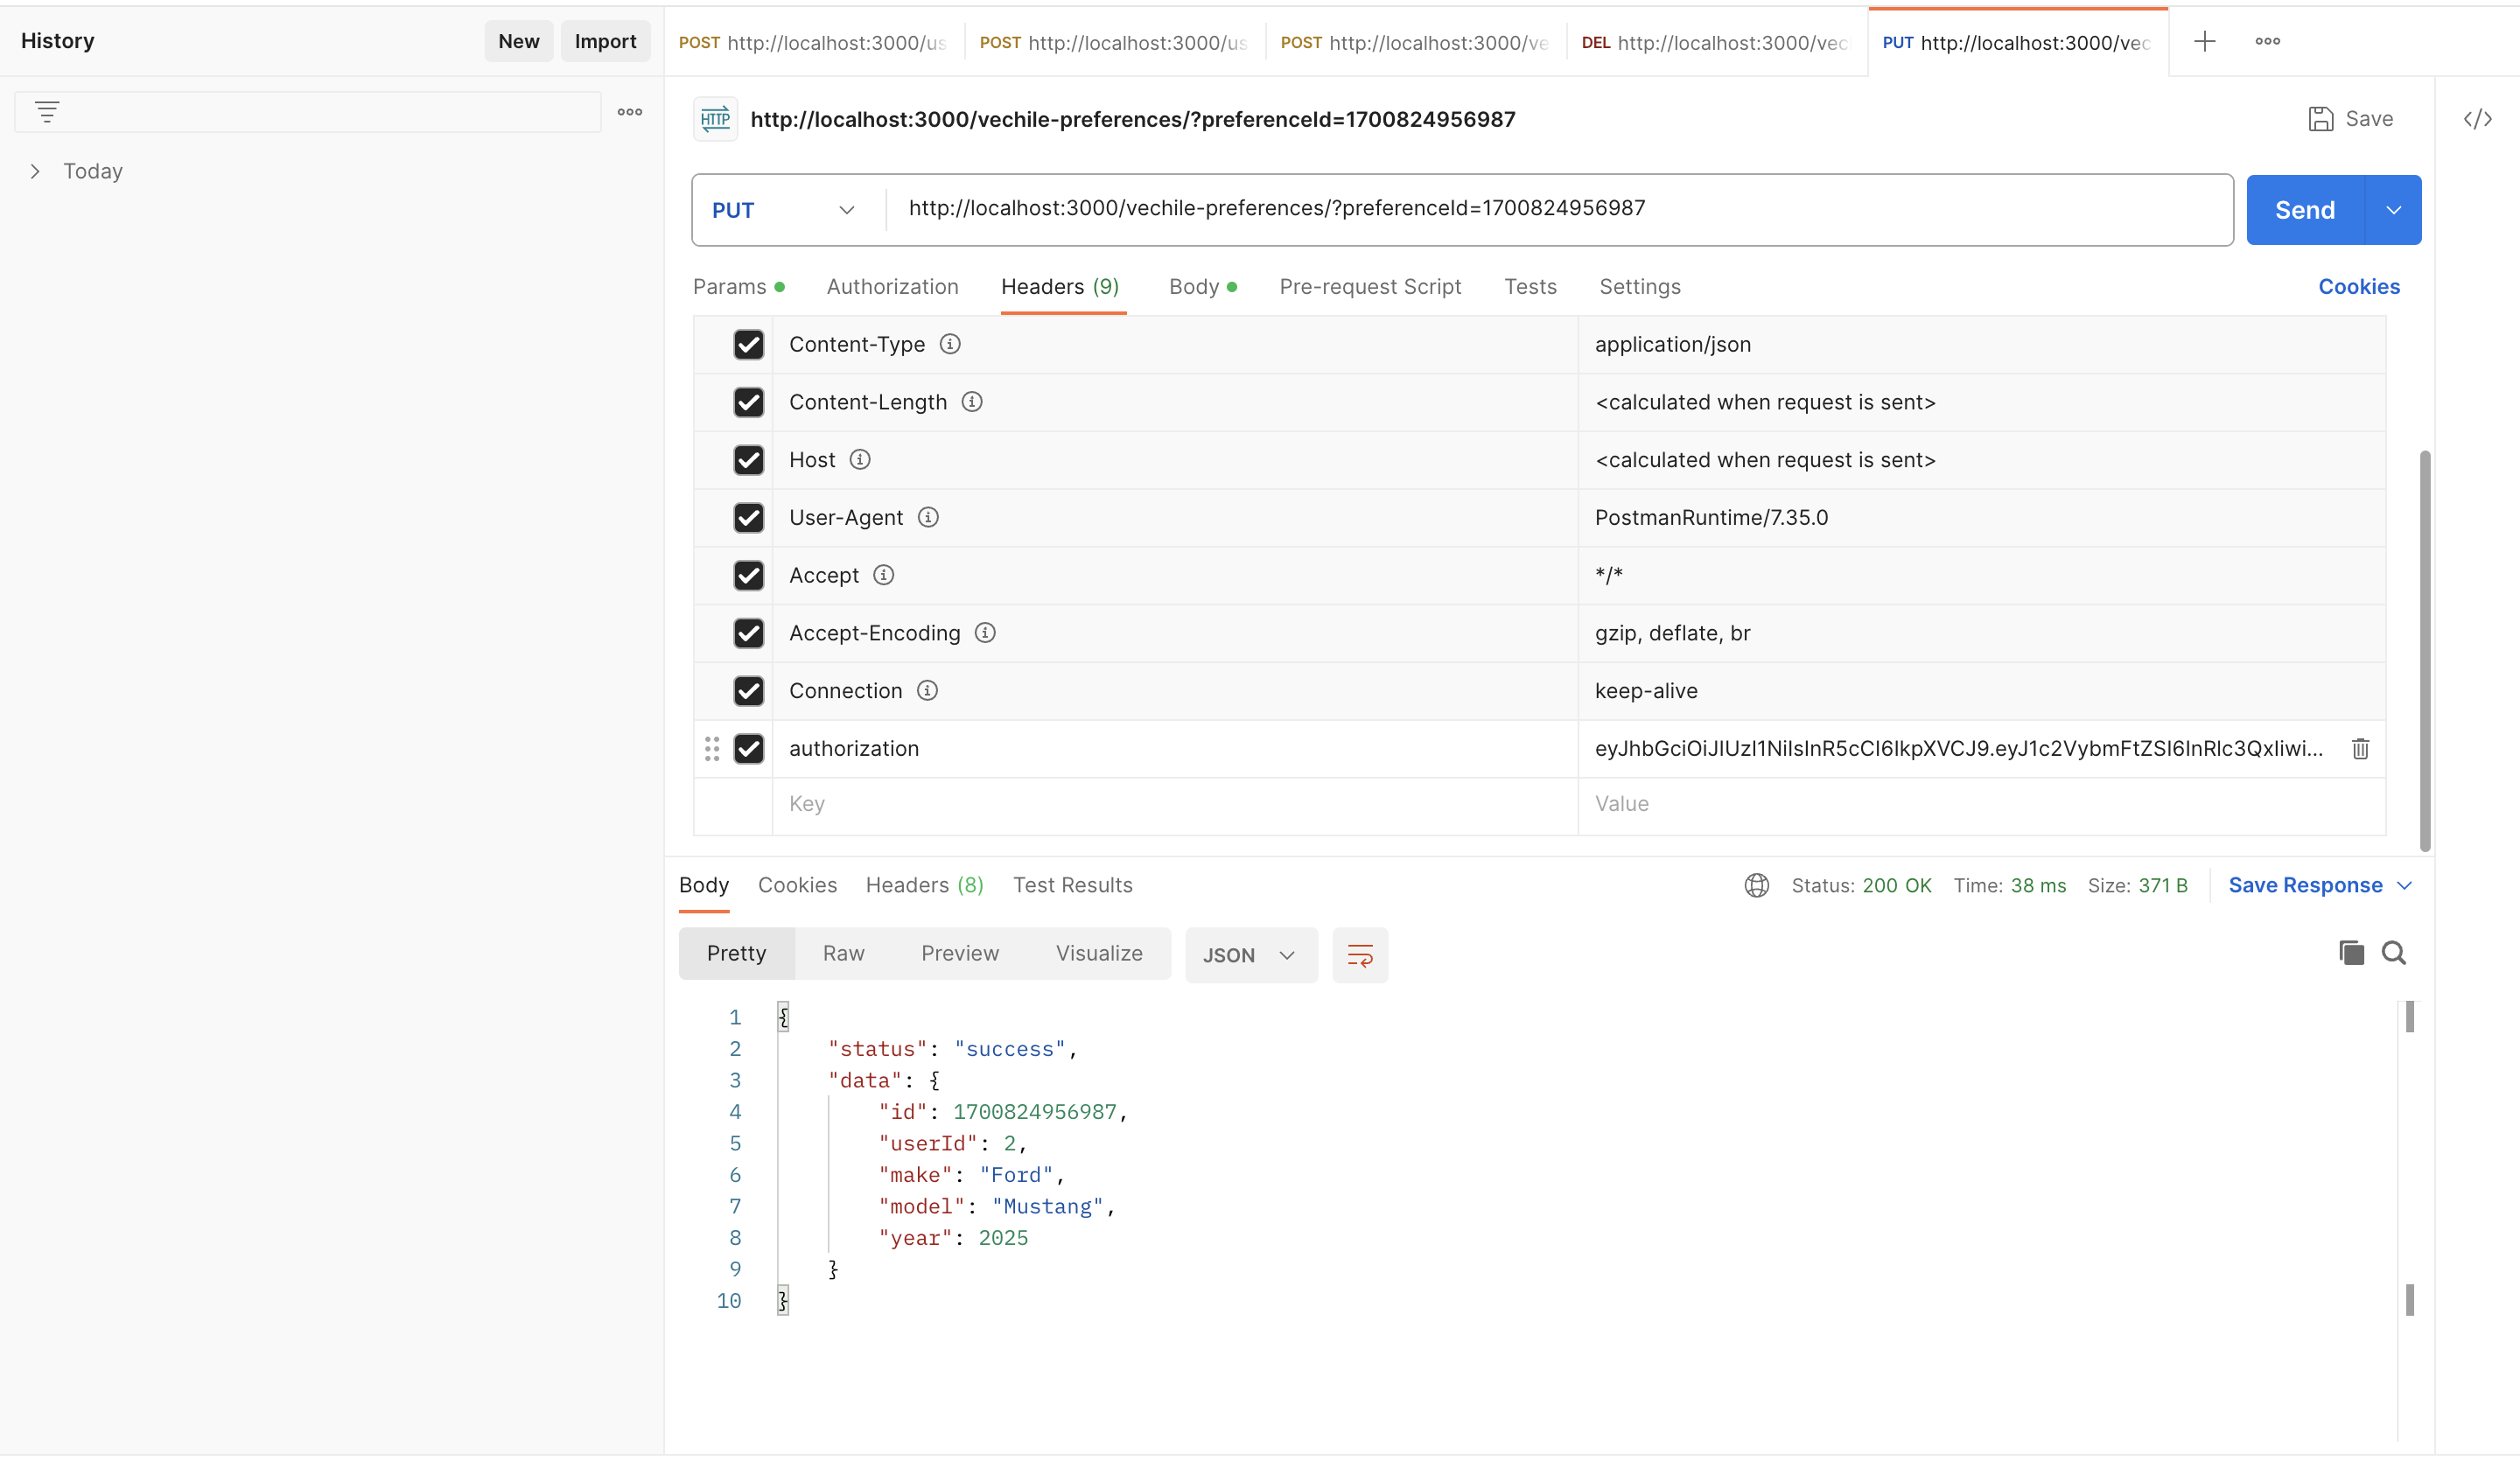 History
New
Import
POST http://localhost:3000/us
POST http://localhost:3000/us
POST http://localhost:3000/ve
DEL http://localhost:3000/vec
PUT http://localhost:3000/vec
Today
HTTP http://localhost:3000/vechile-preferences/?preferenceId=1700824956987
Save
</>
PUT http://localhost:3000/vechile-preferences/?preferenceId=1700824956987
Send
Params Authorization Headers (9) Body Pre-request Script Tests Settings Cookies
Content-Type application/json
Content-Length <calculated when request is sent>
Host <calculated when request is sent>
User-Agent PostmanRuntime/7.35.0
Accept */*
Accept-Encoding gzip, deflate, br
Connection keep-alive
authorization eyJhbGciOiJIUzI1NiIsInR5cCI6IkpXVCJ9.eyJ1c2VybmFtZSI6InRlc3QxIiwi...
Key Value
Body Cookies Headers (8) Test Results Status: 200 OK Time: 38 ms Size: 371 B Save Response
Pretty Raw Preview Visualize JSON
1 {
2 "status": "success",
3 "data": {
4 "id": 1700824956987,
5 "userId": 2,
6 "make": "Ford",
7 "model": "Mustang",
8 "year": 2025
9 }
10 }